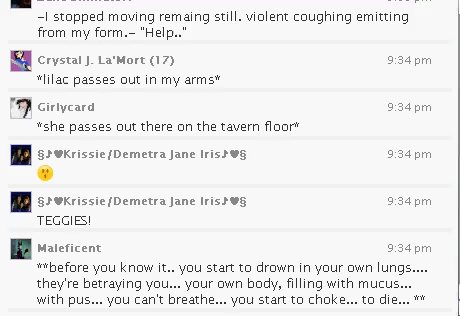 ~I stopped moving remaing still. violent coughing emitting
from my form.~ "Help.."
Crystal J. La'Mort (17) 9:34 pm
*lilac passes out in my arms*
Girlycard 9:34 pm
*she passes out there on the tavern floor*
§♪♥Krissie/Demetra Jane Iris♪♥§ 9:34 pm
§♪♥Krissie/Demetra Jane Iris♪♥§ 9:34 pm
TEGGIES!
Maleficent 9:34 pm
**before you know it.. you start to drown in your own lungs....
they're betraying you... your own body, filling with mucus...
with pus... you can't breathe... you start to choke... to die... **